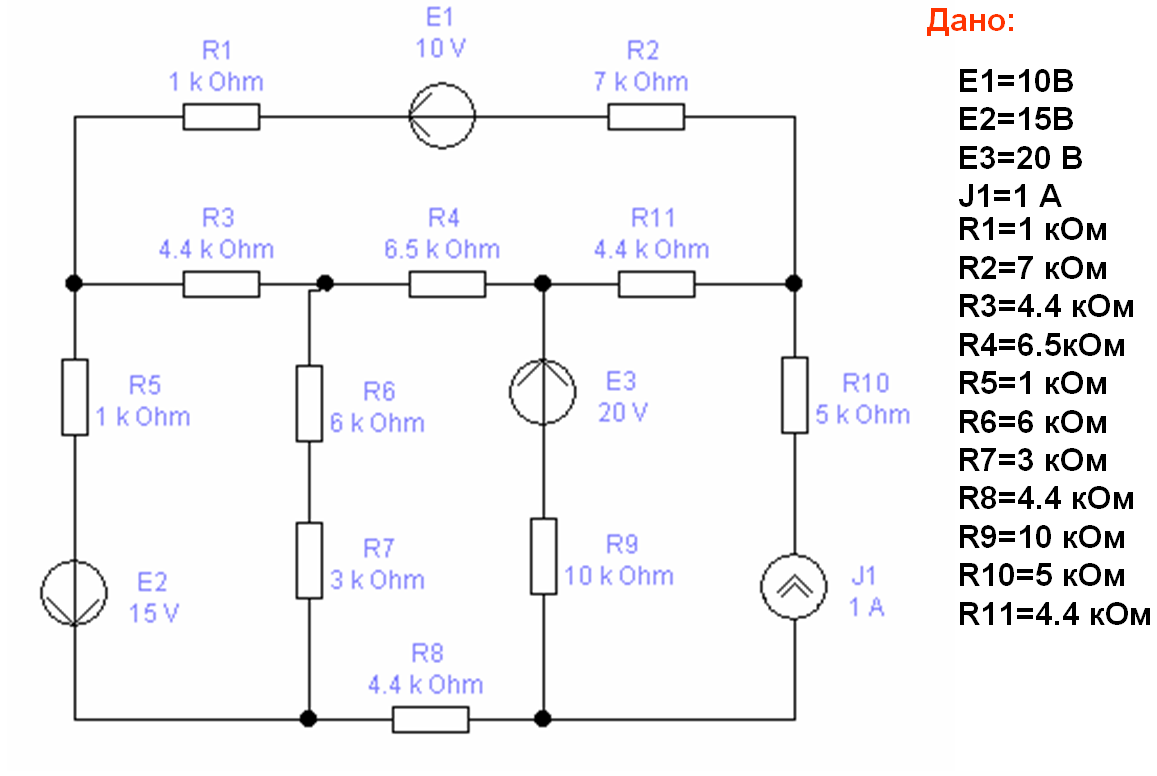 E1
10 V
R1
1 k Ohm
R2
7 k Ohm
R3
4.4 k Ohm
R4
6.5 k Ohm
R11
4.4 k Ohm
R5
1 k Ohm
R6
6 k Ohm
E3
20 V
R10
5 k Ohm
E2
15 V
R7
3 k Ohm
R9
10 k Ohm
J1
1 A
R8
4.4 k Ohm
Дано:
E1=10В
E2=15В
E3=20 В
J1=1 А
R1=1 кОм
R2=7 кОм
R3=4.4 кОм
R4=6.5кОм
R5=1 кОм
R6=6 кОм
R7=3 кОм
R8=4.4 кОм
R9=10 кОм
R10=5 кОм
R11=4.4 кОм